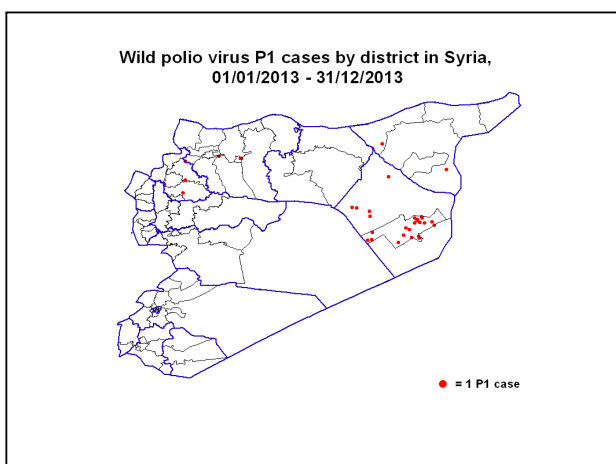 Wild polio virus P1 cases by district in Syria,
01/01/2013 - 31/12/2013
= 1 P1 case